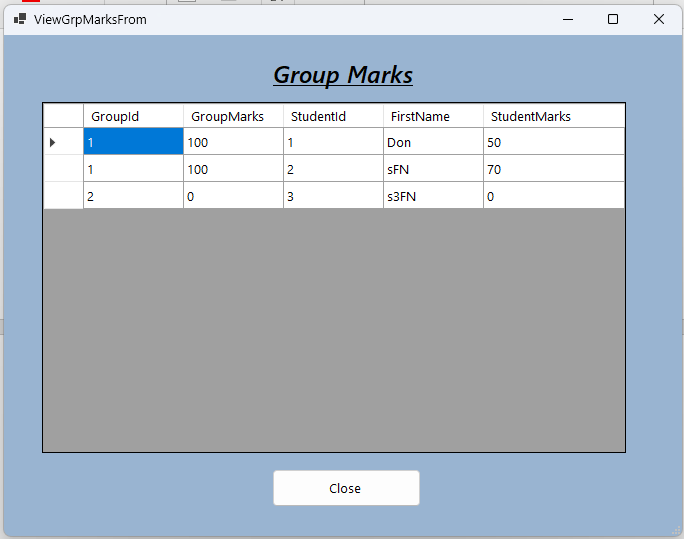 ViewGrpMarksFrom
Group Marks
GroupId GroupMarks StudentId FirstName StudentMarks
1 100 1 Don 50
1 100 2 sFN 70
2 0 3 s3FN 0
Close